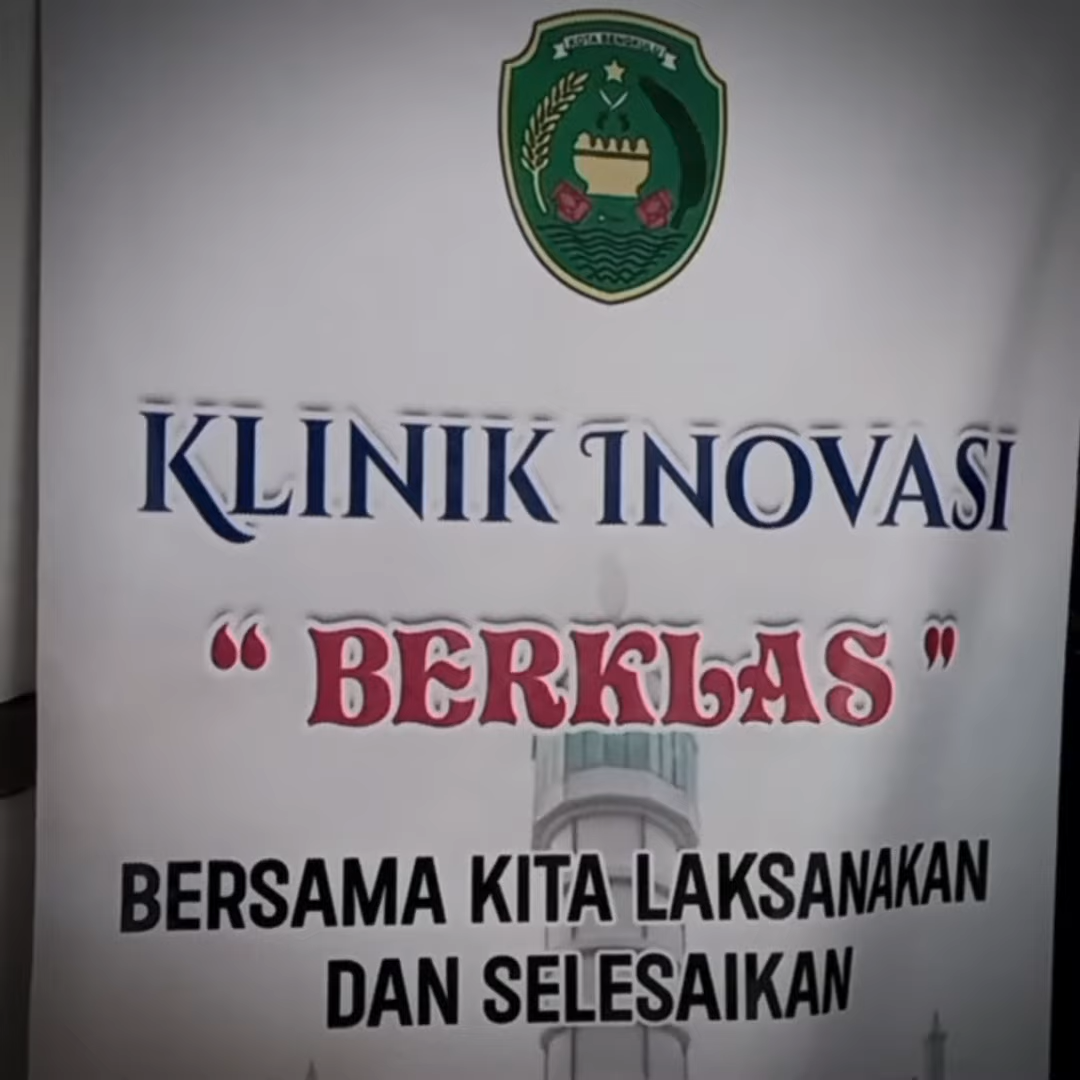 KOTA BENGKULU
KLINIK INOVASI
“ BERKLAS ”
BERSAMA KITA LAKSANAKAN
DAN SELESAIKAN